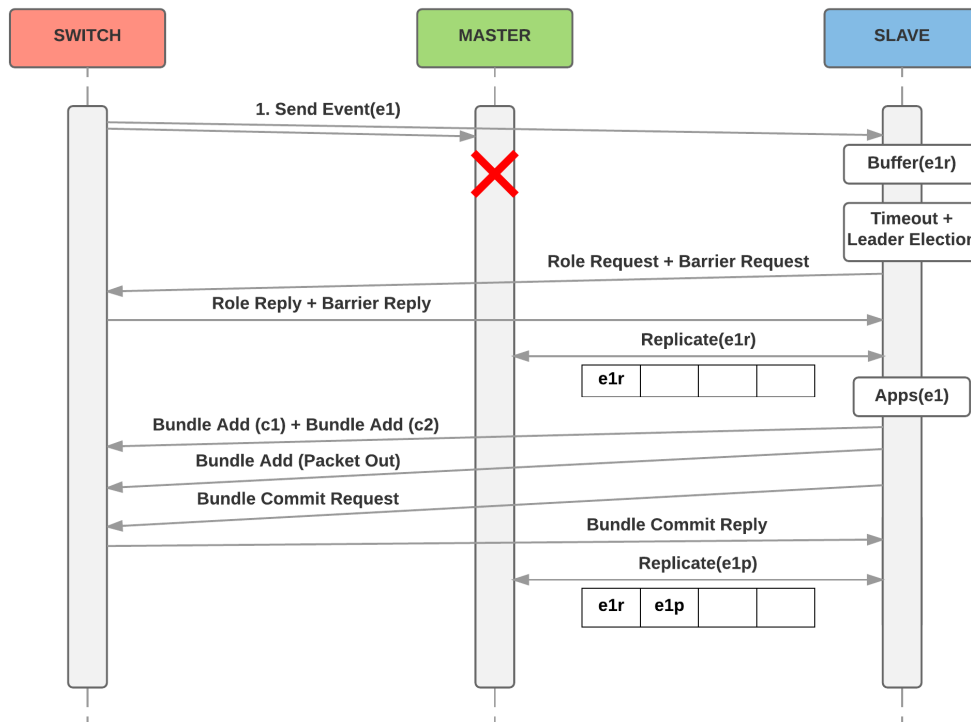 SWITCH
MASTER
SLAVE
1. Send Event(e1)
Buffer(e1r)
Timeout +
Leader Election
Role Request + Barrier Request
Role Reply + Barrier Reply
Replicate(e1r)
e1r
Apps(e1)
Bundle Add (c1) + Bundle Add (c2)
Bundle Add (Packet Out)
Bundle Commit Request
Bundle Commit Reply
Replicate(e1p)
e1r e1p